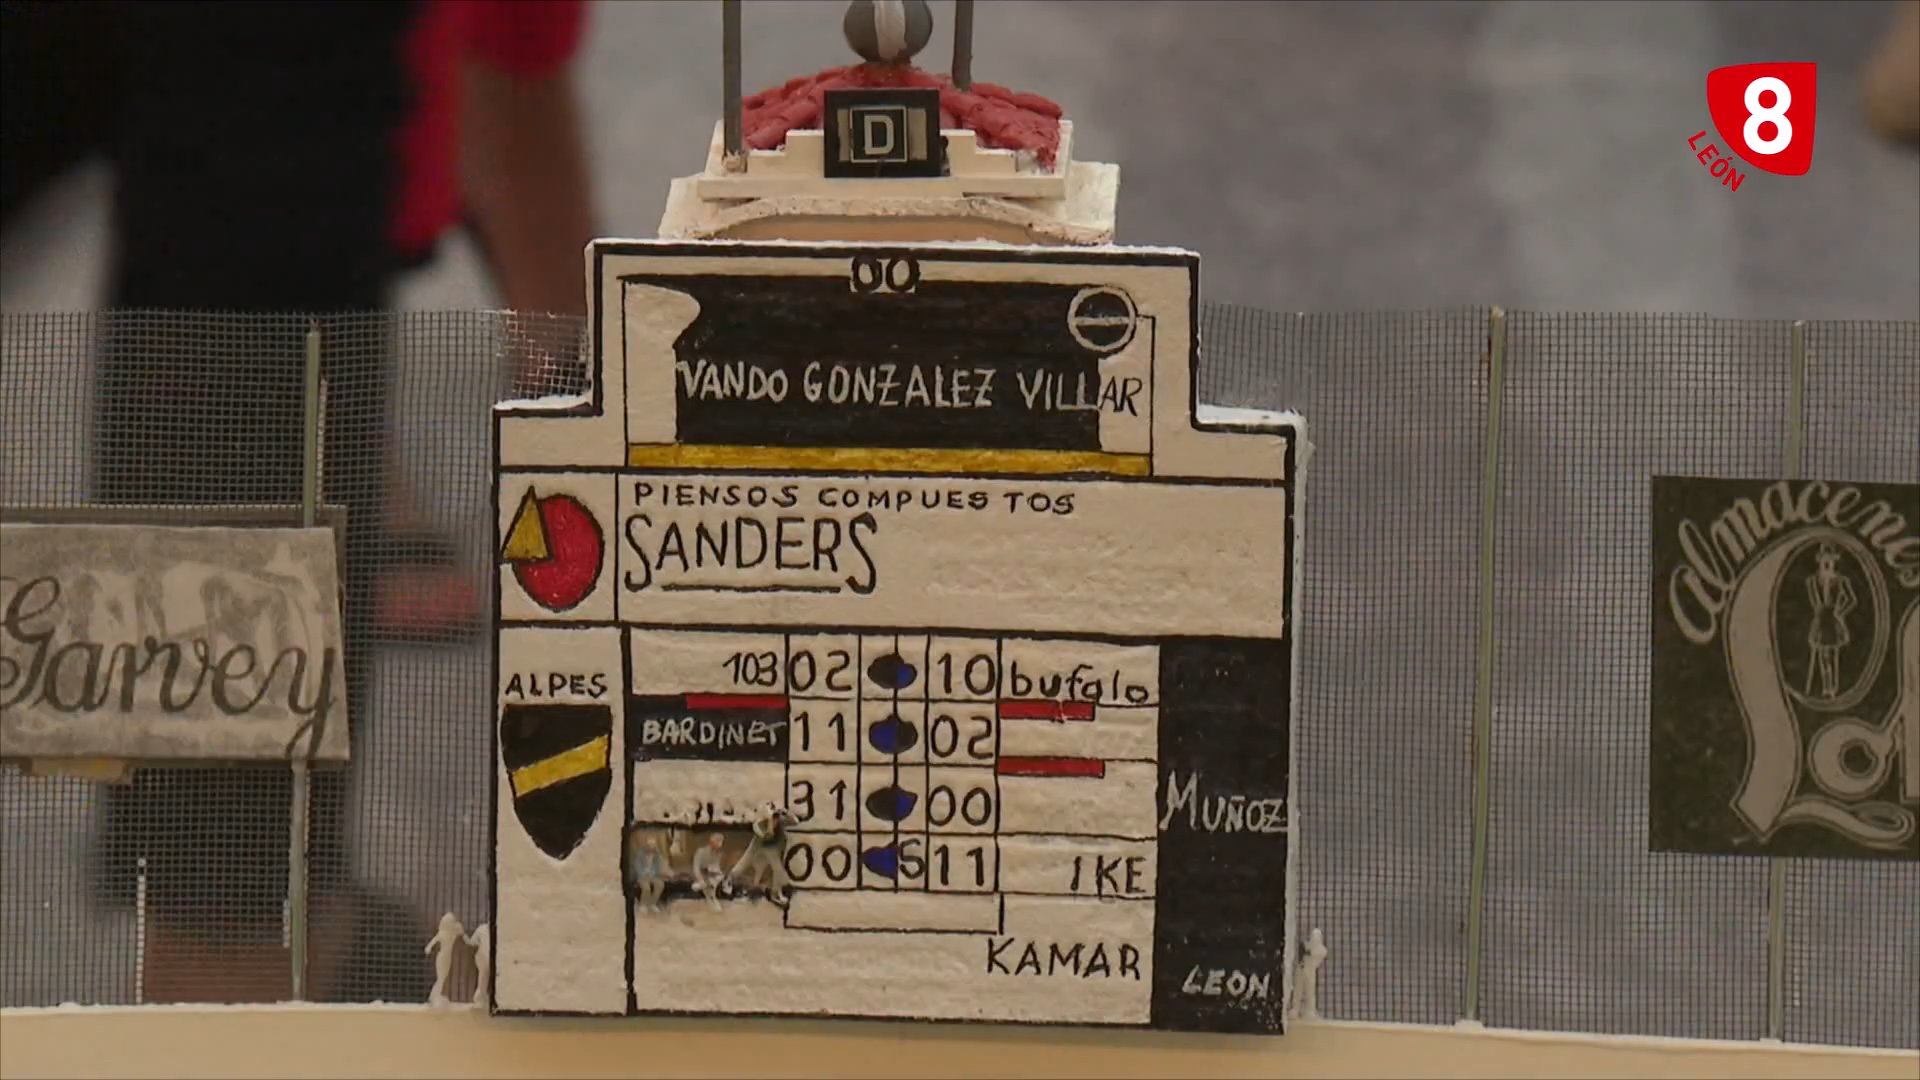 8
LEÓN
D
00
VANDO GONZALEZ VILLAR
PIENSOS COMPUESTOS
SANDERS
ALPES
103 02 10 bufalo
BARDINET 11 02
31 00
00 S 11 IKE
KAMAR
MUÑOZ
LEON
Garvey
almacenes